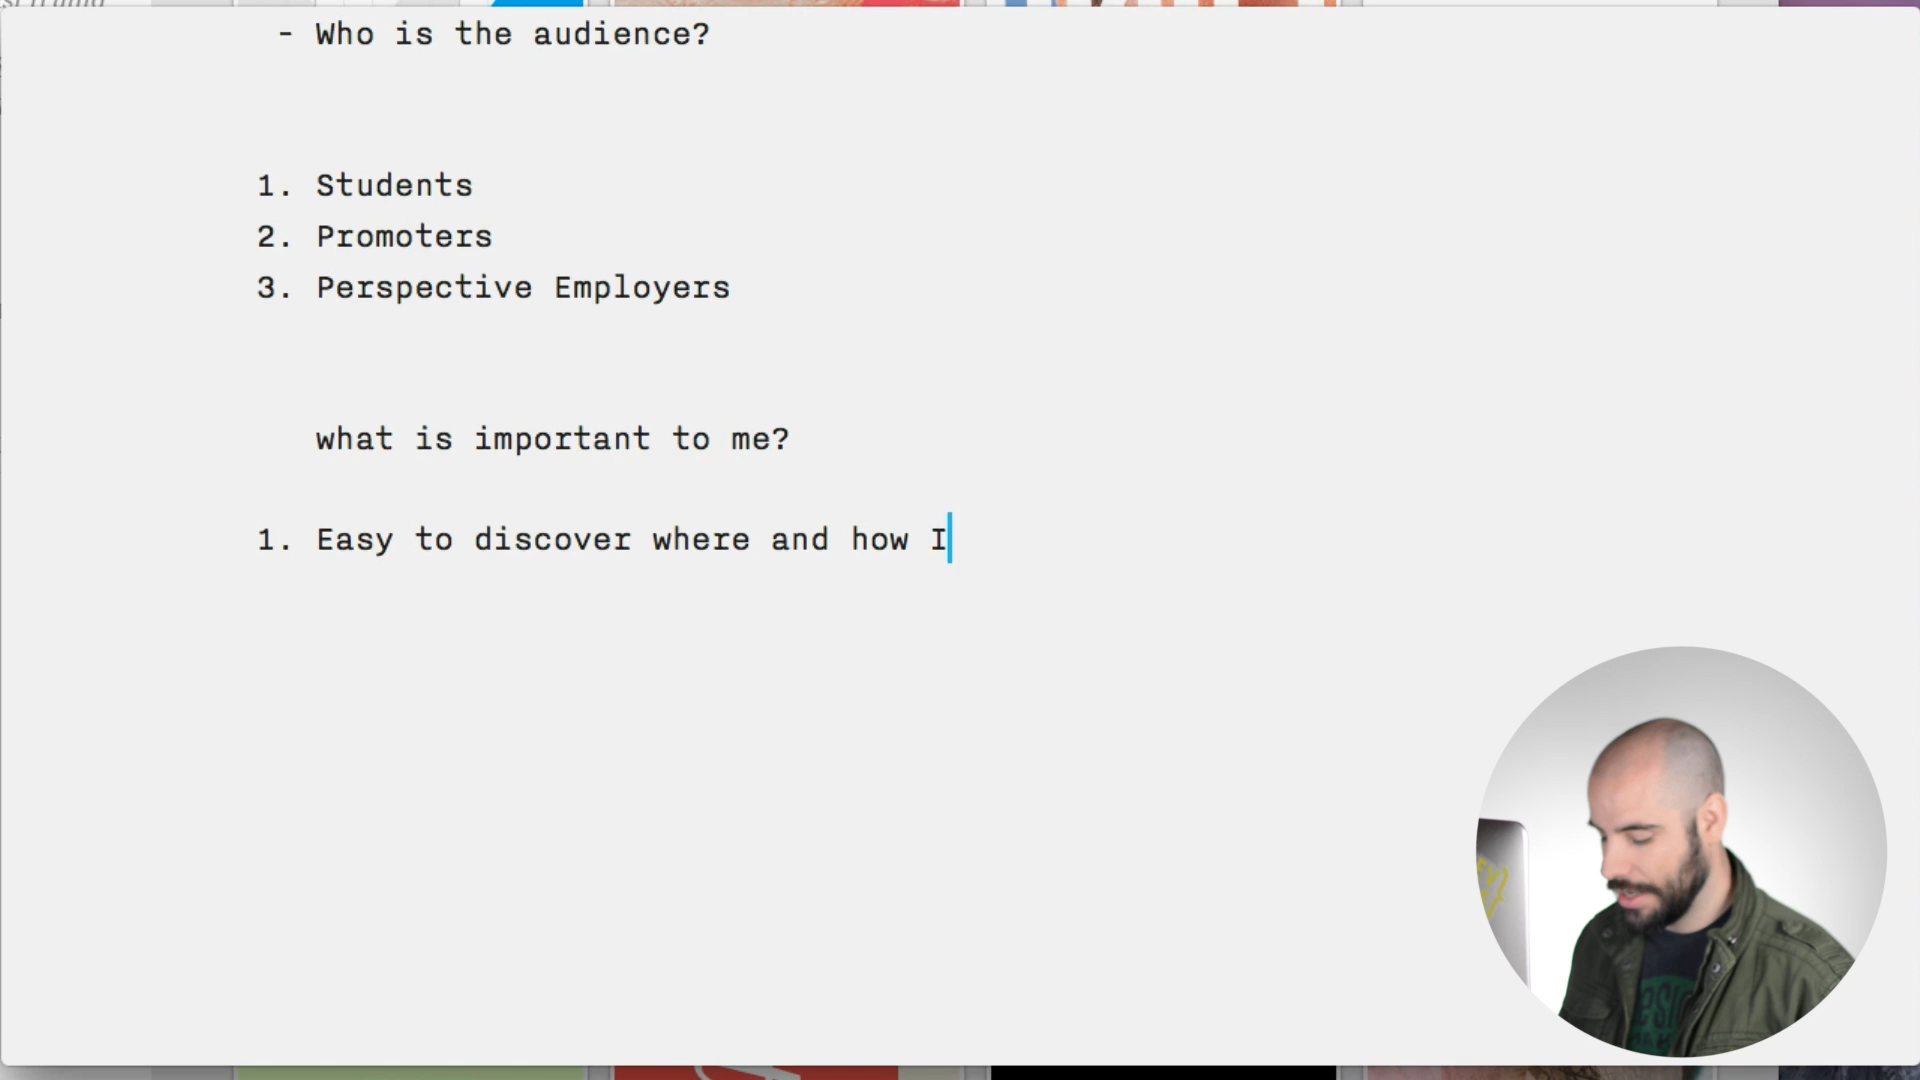 - Who is the audience?
1. Students
2. Promoters
3. Perspective Employers
what is important to me?
1. Easy to discover where and how I